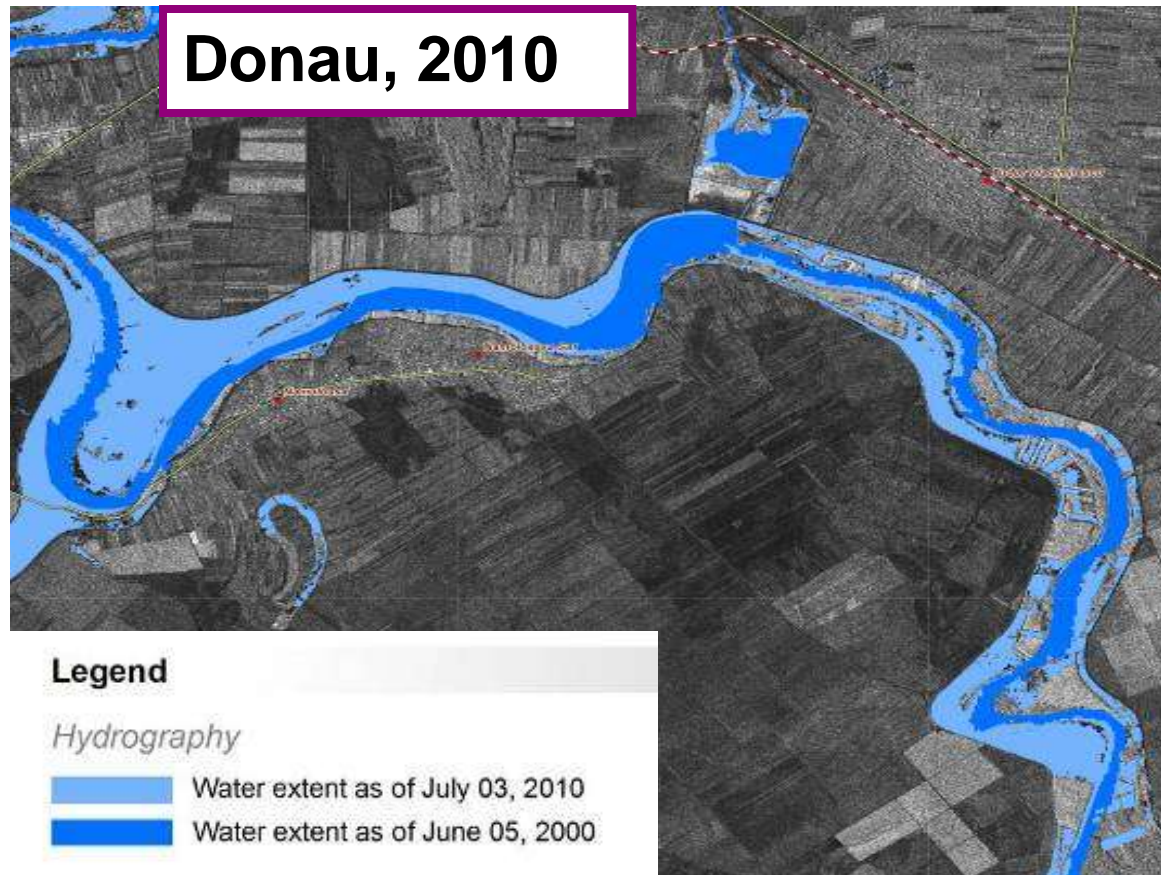 Donau, 2010
Legend
Hydrography
Water extent as of July 03, 2010
Water extent as of June 05, 2000